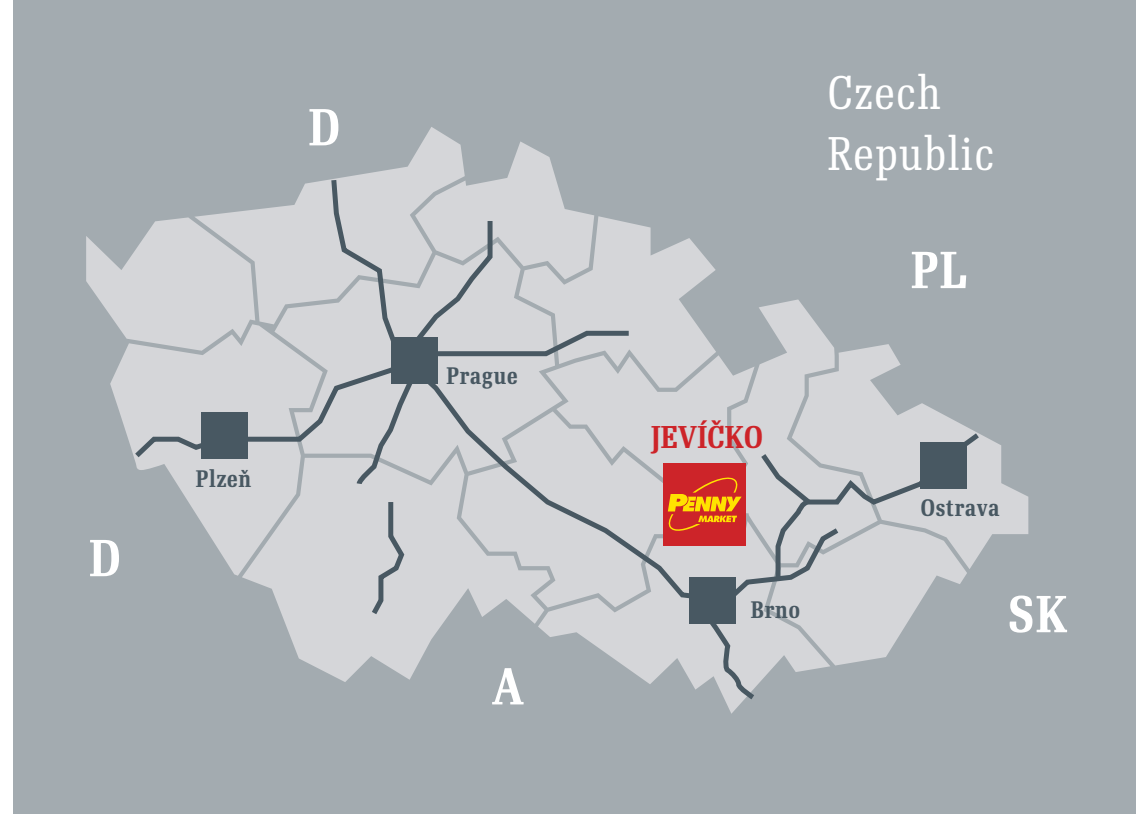 Czech
Republic
D
PL
Prague
JEVÍČKO
Plzeň
PENNY
MARKET
Ostrava
D
Brno
SK
A